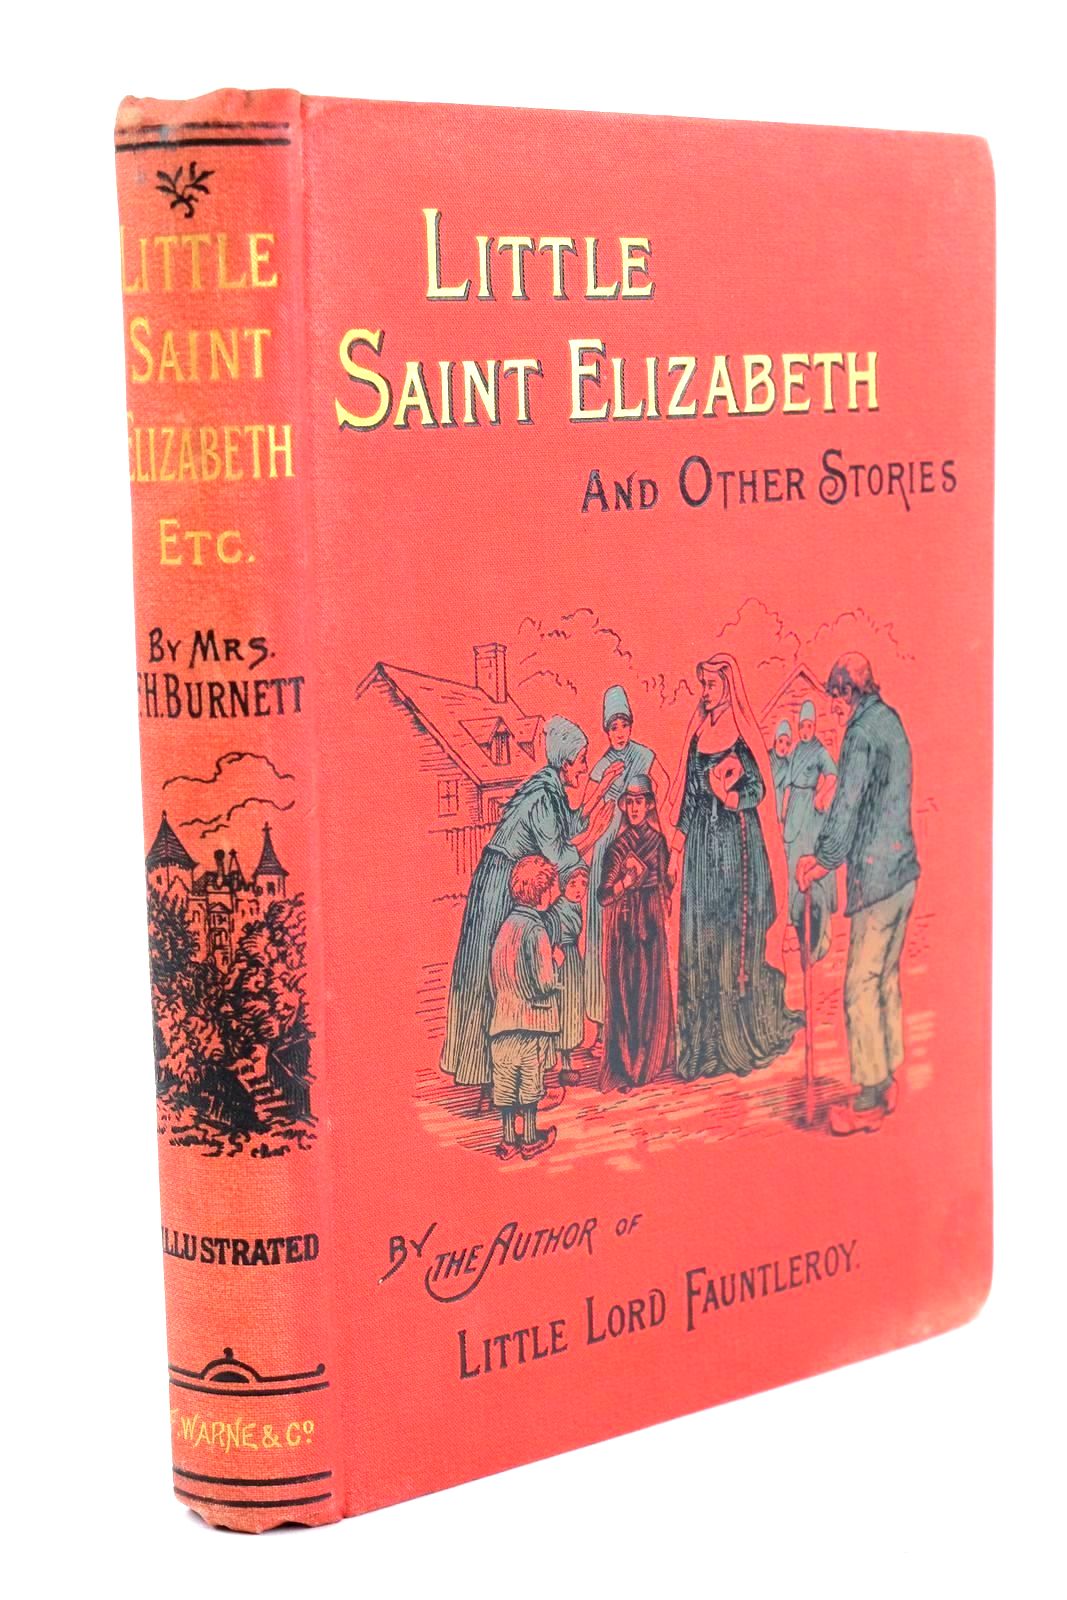 LITTLE
SAINT
ELIZABETH
ETC.
BY MRS.
F.H. BURNETT
ILLUSTRATED
F. WARNE & Co
LITTLE
SAINT ELIZABETH
AND OTHER STORIES
BY THE AUTHOR OF
LITTLE LORD FAUNTLEROY.